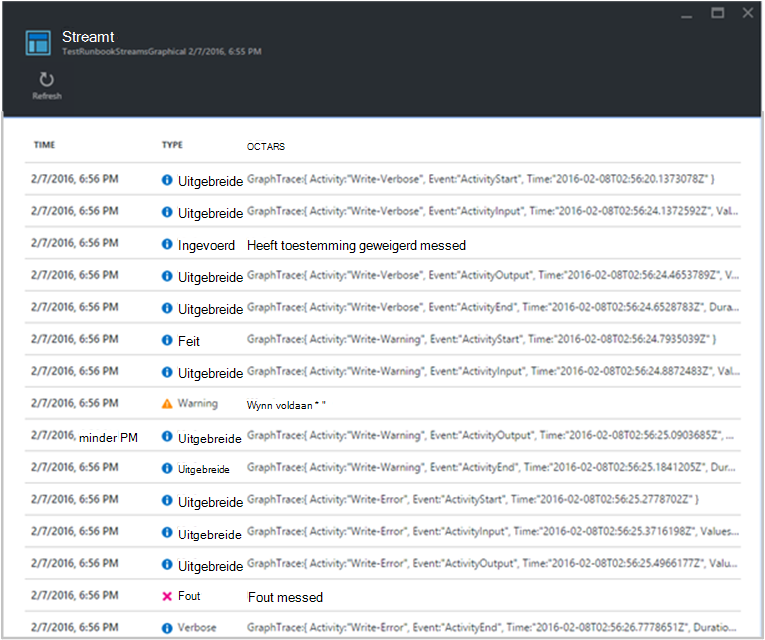 Streamt
TestRunbookStreamsGraphical 2/7/2016, 6:55 PM
Refresh
TIME TYPE OCTARS
2/7/2016, 6:56 PM Uitgebreide GraphTrace:{ Activity:"Write-Verbose", Event:"ActivityStart", Time:"2016-02-08T02:56:20.1373078Z" }
2/7/2016, 6:56 PM Uitgebreide GraphTrace:{ Activity:"Write-Verbose", Event:"ActivityInput", Time:"2016-02-08T02:56:24.1372592Z", Val...
2/7/2016, 6:56 PM Ingevoerd Heeft toestemming geweigerd messed
2/7/2016, 6:56 PM Uitgebreide GraphTrace:{ Activity:"Write-Verbose", Event:"ActivityOutput", Time:"2016-02-08T02:56:24.4653789Z", V...
2/7/2016, 6:56 PM Uitgebreide GraphTrace:{ Activity:"Write-Verbose", Event:"ActivityEnd", Time:"2016-02-08T02:56:24.6528783Z", Dura...
2/7/2016, 6:56 PM Feit GraphTrace:{ Activity:"Write-Warning", Event:"ActivityStart", Time:"2016-02-08T02:56:24.7935039Z" }
2/7/2016, 6:56 PM Uitgebreide GraphTrace:{ Activity:"Write-Warning", Event:"ActivityInput", Time:"2016-02-08T02:56:24.8872483Z", Val...
2/7/2016, 6:56 PM Warning Wynn voldaan * "
2/7/2016, minder PM Uitgebreide GraphTrace:{ Activity:"Write-Warning", Event:"ActivityOutput", Time:"2016-02-08T02:56:25.0903685Z", ...
2/7/2016, 6:56 PM Uitgebreide GraphTrace:{ Activity:"Write-Warning", Event:"ActivityEnd", Time:"2016-02-08T02:56:25.1841205Z", Dur...
2/7/2016, 6:56 PM Uitgebreide GraphTrace:{ Activity:"Write-Error", Event:"ActivityStart", Time:"2016-02-08T02:56:25.2778702Z" }
2/7/2016, 6:56 PM Uitgebreide GraphTrace:{ Activity:"Write-Error", Event:"ActivityInput", Time:"2016-02-08T02:56:25.3716198Z", Values...
2/7/2016, 6:56 PM Uitgebreide GraphTrace:{ Activity:"Write-Error", Event:"ActivityOutput", Time:"2016-02-08T02:56:25.4966177Z", Valu...
2/7/2016, 6:56 PM Fout Fout messed
2/7/2016, 6:56 PM Verbose GraphTrace:{ Activity:"Write-Error", Event:"ActivityEnd", Time:"2016-02-08T02:56:26.7778651Z", Duratio...